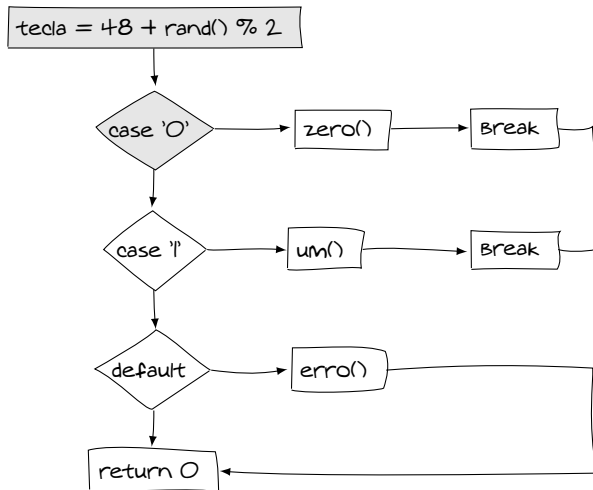 tecla = 48 + rand() % 2
case '0'
zero()
Break
case '1'
um()
Break
default
erro()
return 0